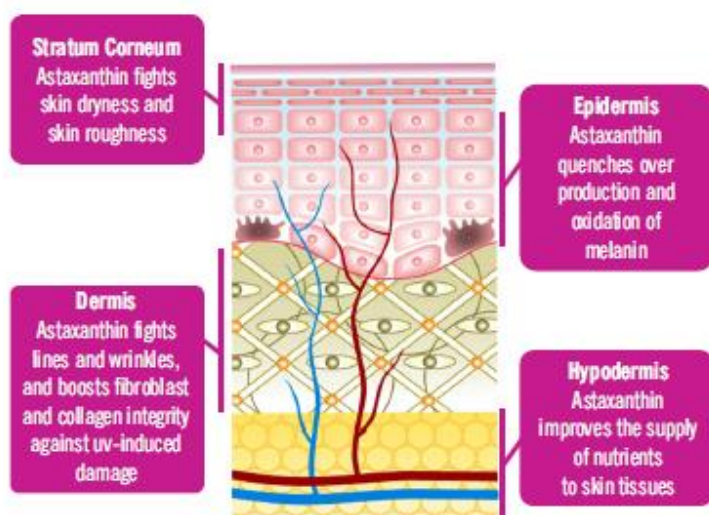 Stratum Corneum
Astaxanthin fights
skin dryness and
skin roughness
Epidermis
Astaxanthin
quenches over
production and
oxidation of
melanin
Dermis
Astaxanthin fights
lines and wrinkles,
and boosts fibroblast
and collagen integrity
against uv-induced
damage
Hypodermis
Astaxanthin
improves the supply
of nutrients
to skin tissues